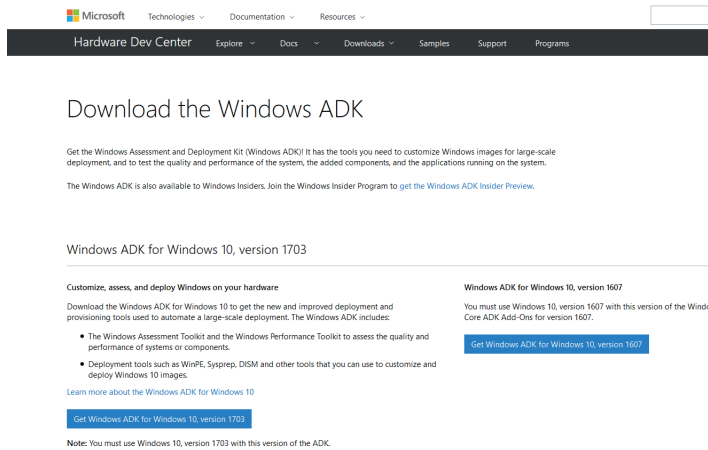 Microsoft
Technologies
Documentation
Resources
Hardware Dev Center
Explore
Docs
Downloads
Samples
Support
Programs
Download the Windows ADK
Get the Windows Assessment and Deployment Kit (Windows ADK)! It has the tools you need to customize Windows images for large-scale
deployment, and to test the quality and performance of the system, the added components, and the applications running on the system.
The Windows ADK is also available to Windows Insiders. Join the Windows Insider Program to get the Windows ADK Insider Preview.
Windows ADK for Windows 10, version 1703
Customize, assess, and deploy Windows on your hardware
Download the Windows ADK for Windows 10 to get the new and improved deployment and
provisioning tools used to automate a large-scale deployment. The Windows ADK includes:
• The Windows Assessment Toolkit and the Windows Performance Toolkit to assess the quality and
performance of systems or components.
• Deployment tools such as WinPE, Sysprep, DISM and other tools that you can use to customize and
deploy Windows 10 images.
Learn more about the Windows ADK for Windows 10
Get Windows ADK for Windows 10, version 1703
Note: You must use Windows 10, version 1703 with this version of the ADK.
Windows ADK for Windows 10, version 1607
You must use Windows 10, version 1607 with this version of the
Core ADK Add-Ons for version 1607.
Get Windows ADK for Windows 10, version 1607